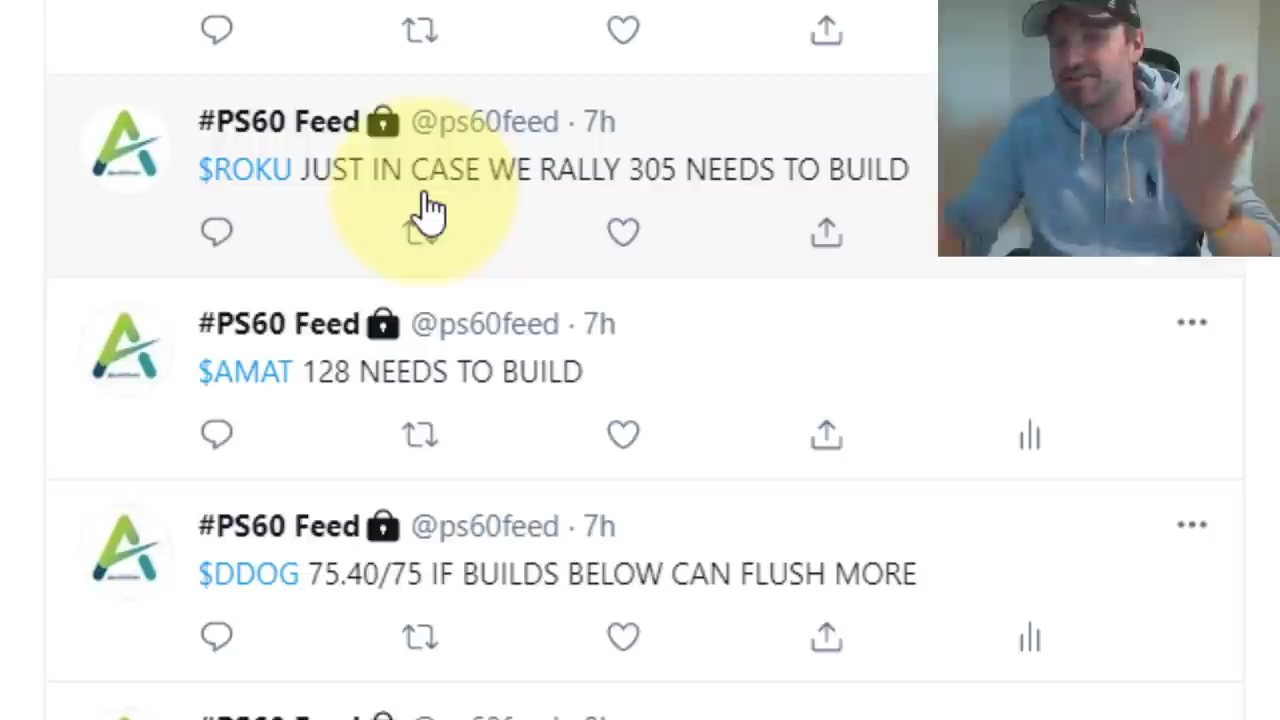 #PS60 Feed @ps60feed · 7h
$ROKU JUST IN CASE WE RALLY 305 NEEDS TO BUILD
#PS60 Feed @ps60feed · 7h
$AMAT 128 NEEDS TO BUILD
#PS60 Feed @ps60feed · 7h
$DDOG 75.40/75 IF BUILDS BELOW CAN FLUSH MORE